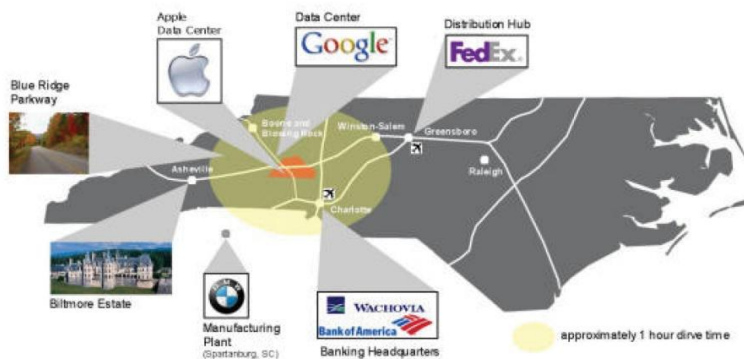 Apple
Data Center
Data Center
Google
Distribution Hub
FedEx
Blue Ridge
Parkway
Boone and
Blowing Rock
Winston-Salem
Greensboro
Raleigh
Asheville
Charlotte
Biltmore Estate
BMW
Manufacturing
Plant
(Spartanburg, SC)
WACHOVIA
Bank of America
Banking Headquarters
approximately 1 hour dirve time